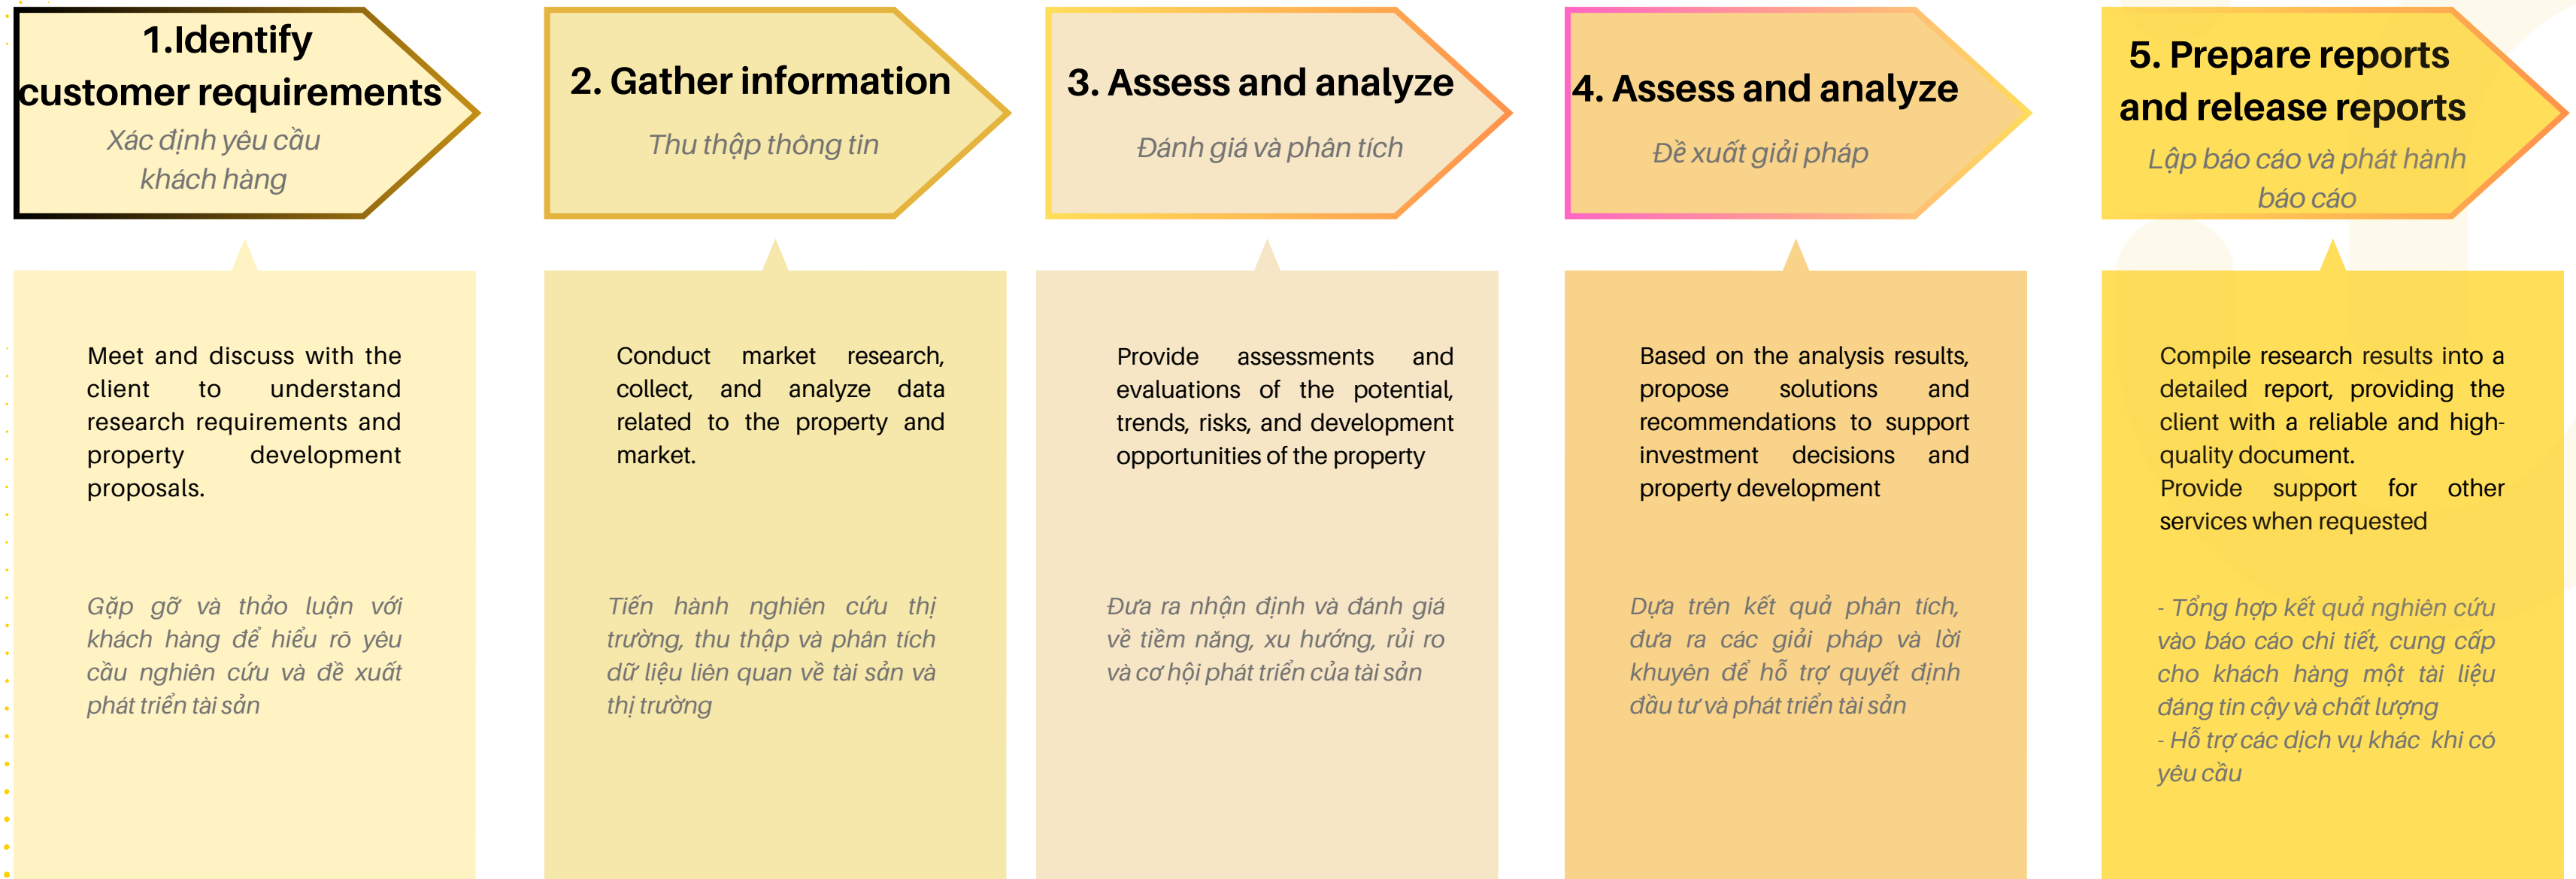 1.Identify
customer requirements
Xác định yêu cầu
khách hàng
Meet and discuss with the
client to understand
research requirements and
property development
proposals.
Gặp gỡ và thảo luận với
khách hàng để hiểu rõ yêu
cầu nghiên cứu và đề xuất
phát triển tài sản
2. Gather information
Thu thập thông tin
Conduct market research,
collect, and analyze data
related to the property and
market.
Tiến hành nghiên cứu thị
trường, thu thập và phân tích
dữ liệu liên quan về tài sản và
thị trường
3. Assess and analyze
Đánh giá và phân tích
Provide assessments and
evaluations of the potential,
trends, risks, and development
opportunities of the property
Đưa ra nhận định và đánh giá
về tiềm năng, xu hướng, rủi ro
và cơ hội phát triển của tài sản
4. Assess and analyze
Đề xuất giải pháp
Based on the analysis results,
propose solutions and
recommendations to support
investment decisions and
property development
Dựa trên kết quả phân tích,
đưa ra các giải pháp và lời
khuyên để hỗ trợ quyết định
đầu tư và phát triển tài sản
5. Prepare reports
and release reports
Lập báo cáo và phát hành
báo cáo
Compile research results into a
detailed report, providing the
client with a reliable and high-
quality document.
Provide support for other
services when requested
- Tổng hợp kết quả nghiên cứu
vào báo cáo chi tiết, cung cấp
cho khách hàng một tài liệu
đáng tin cậy và chất lượng
- Hỗ trợ các dịch vụ khác khi có
yêu cầu